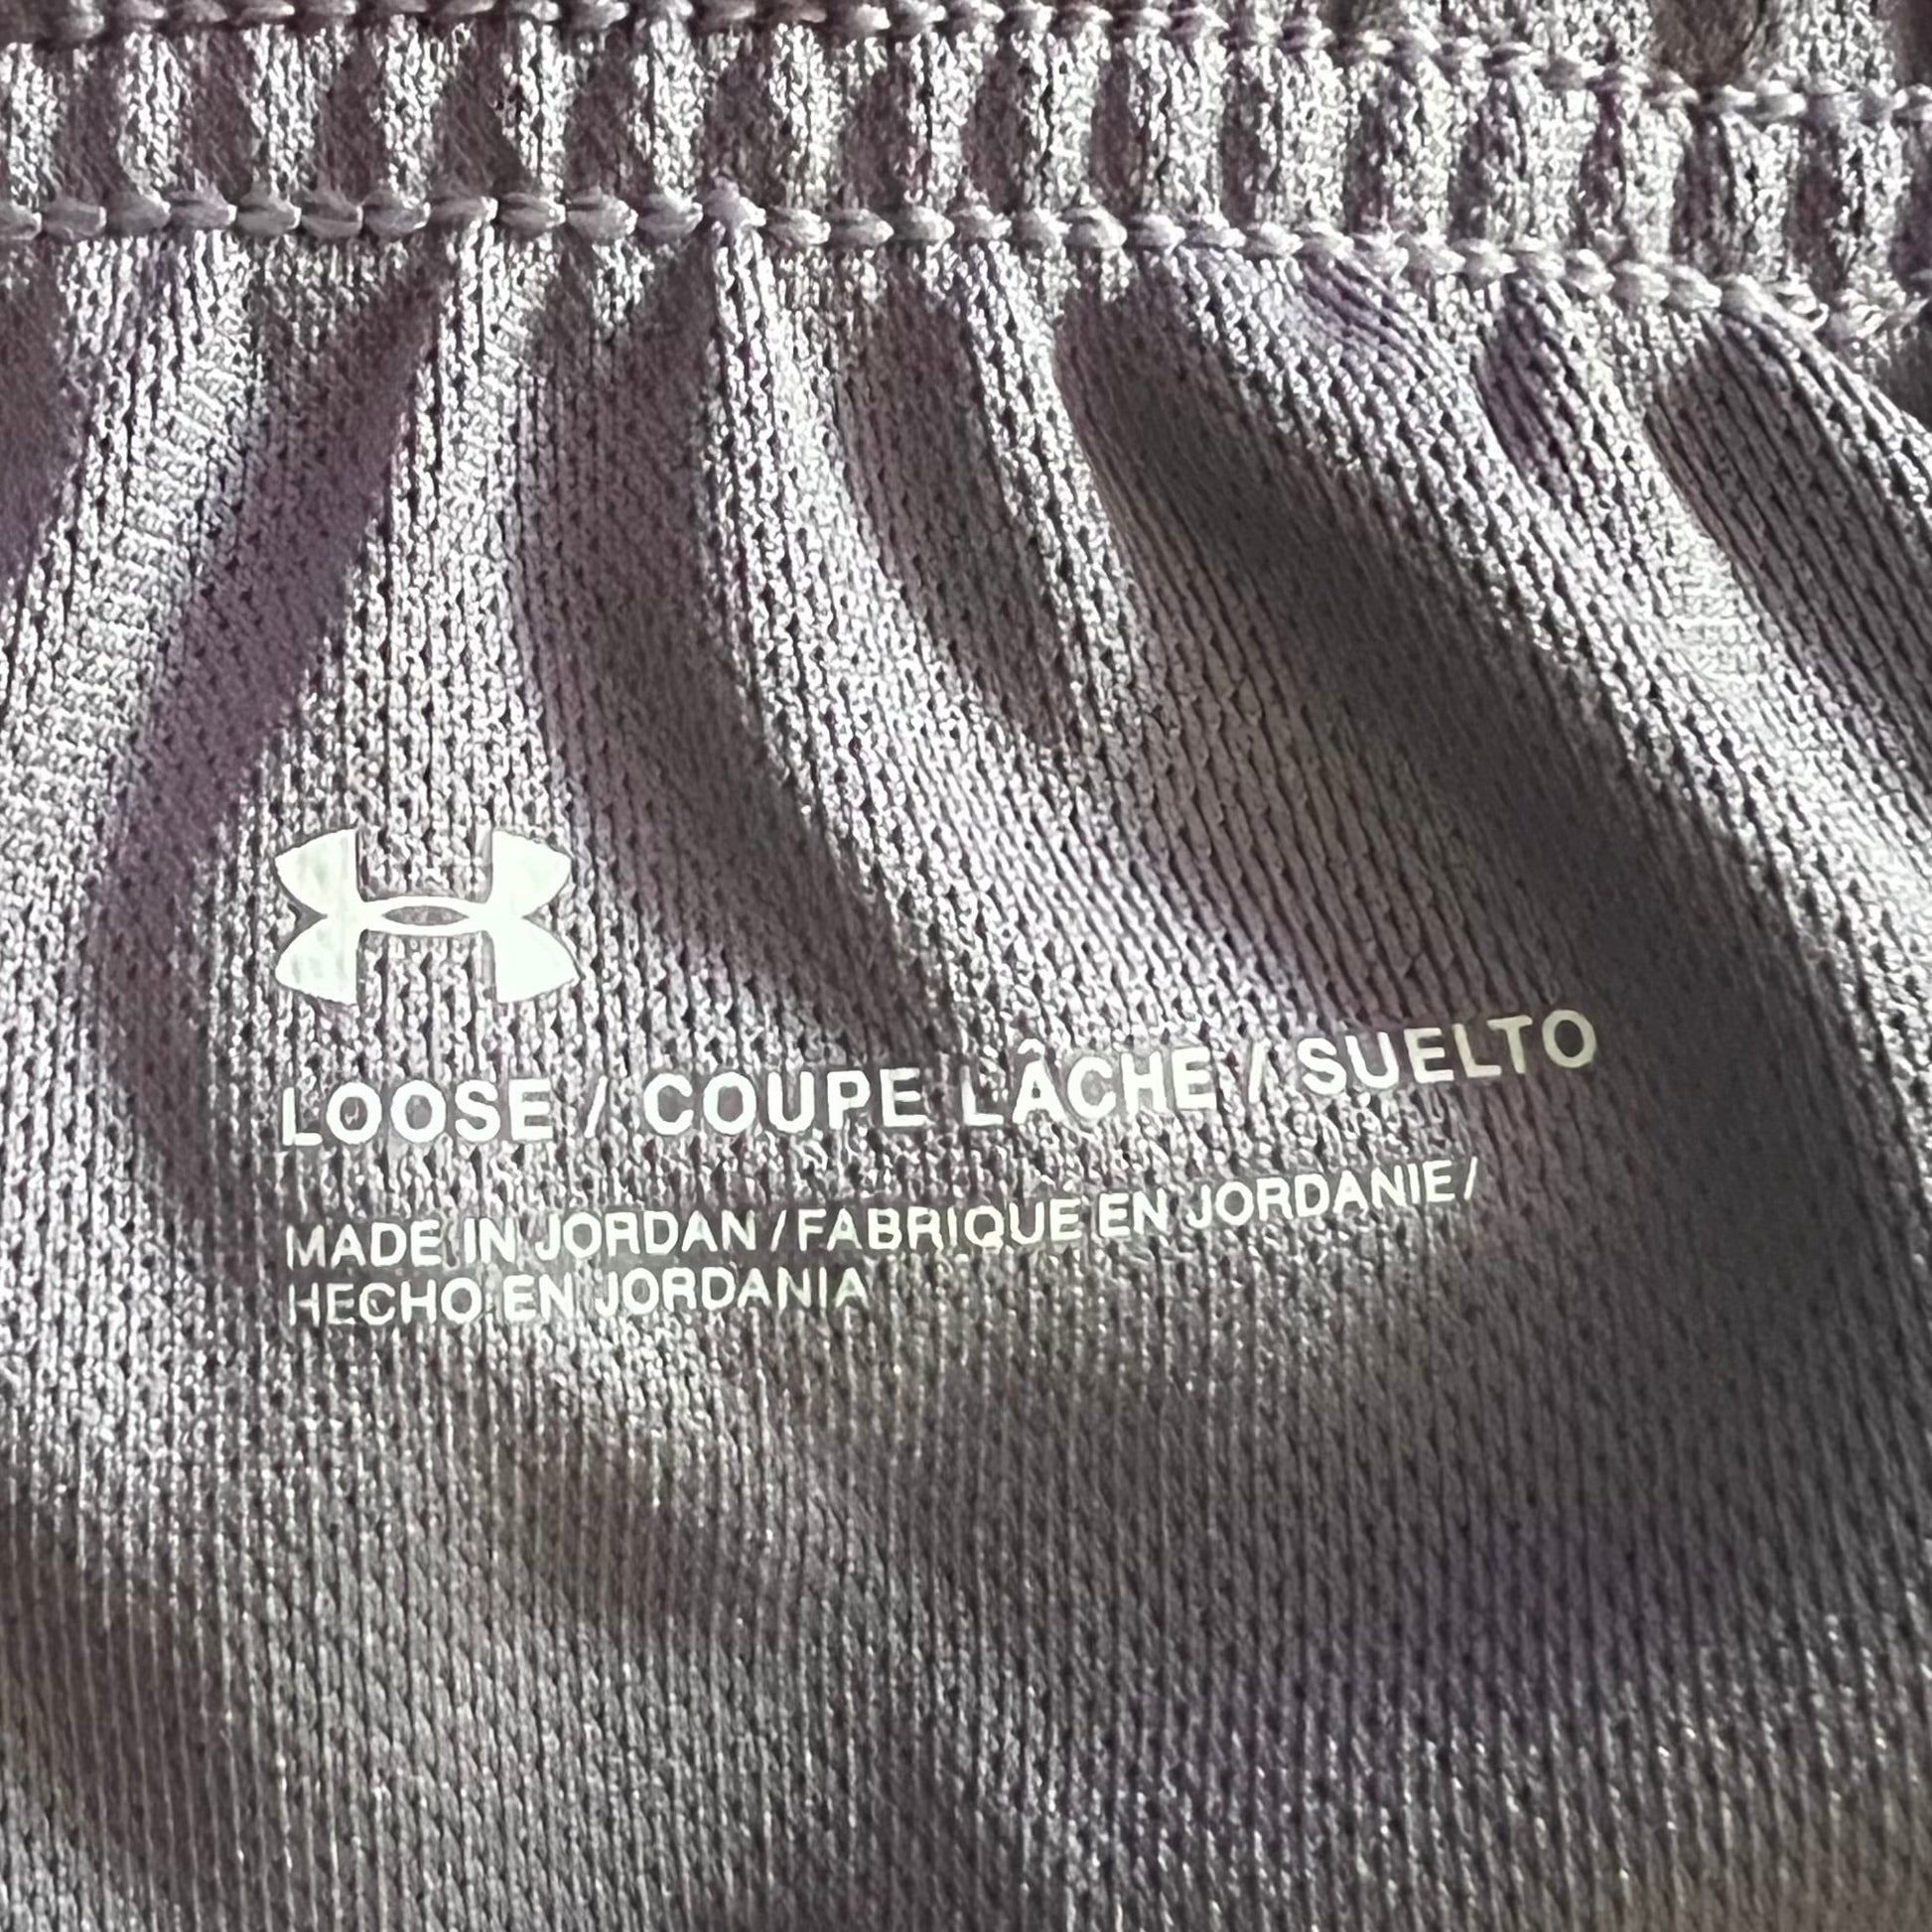 LOOSE / COUPE LÂCHE / SUELTO
MADE IN JORDAN / FABRIQUE EN JORDANIE /
HECHO EN JORDANIA